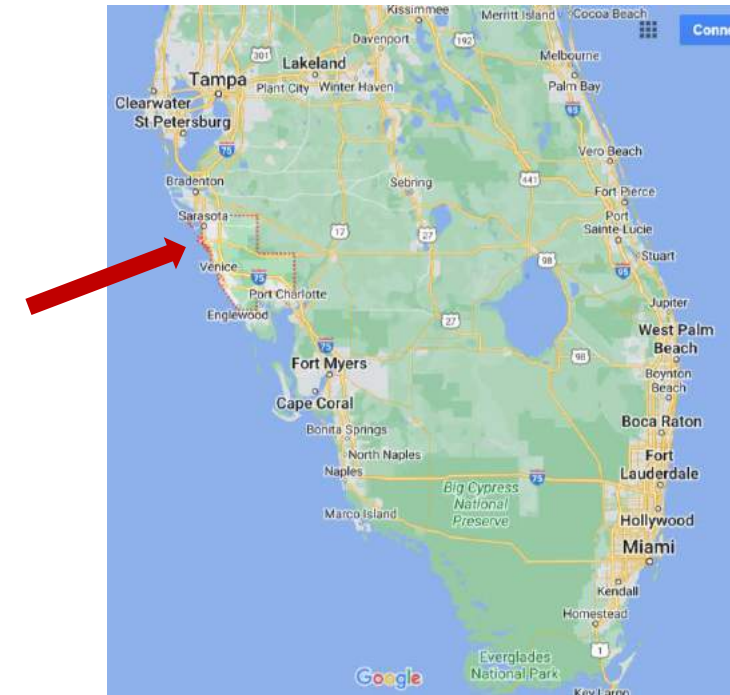 Kissimmee
Merritt Island
Cocoa Beach
Conne
Davenport
192
301
Lakeland
Melbourne
Tampa
Plant City
Winter Haven
Palm Bay
Clearwater
St Petersburg
95
75
Vero Beach
Bradenton
Sebring
441
Fort Pierce
Sarasota
Port
Sainte-Lucie
17
27
98
Stuart
Venice
75
95
Port Charlotte
Jupiter
Englewood
27
West Palm
Beach
75
98
Fort Myers
Boynton
Beach
Cape Coral
Boca Raton
Bonita Springs
North Naples
Fort
Lauderdale
Naples
75
Big Cypress
National
Preserve
Marco Island
Hollywood
Miami
Kendall
Homestead
1
Everglades
National Park
Google
Key Largo